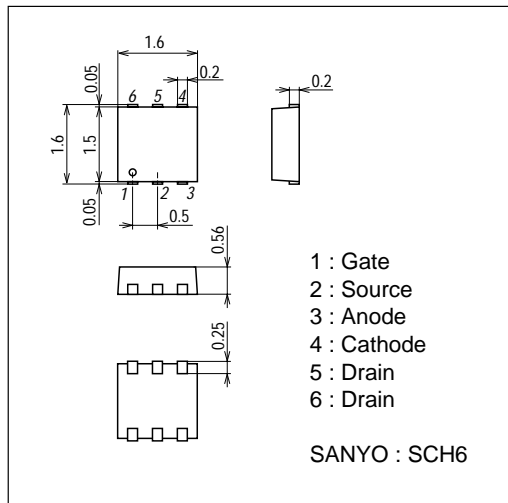 1.6
0.2
0.05
6 5 4
0.2
1.6
1.5
1 2 3
0.05
0.5
0.56
0.25
1 : Gate
2 : Source
3 : Anode
4 : Cathode
5 : Drain
6 : Drain
SANYO : SCH6